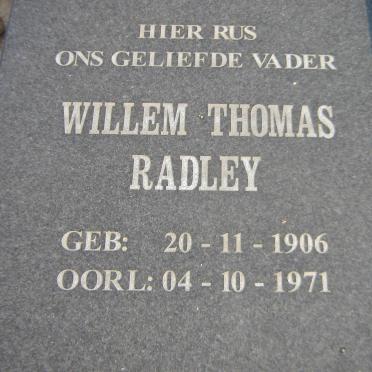 HIER RUS
ONS GELIEFDE VADER
WILLEM THOMAS
RADLEY
GEB: 20 - 11 - 1906
OORL: 04 - 10 - 1971